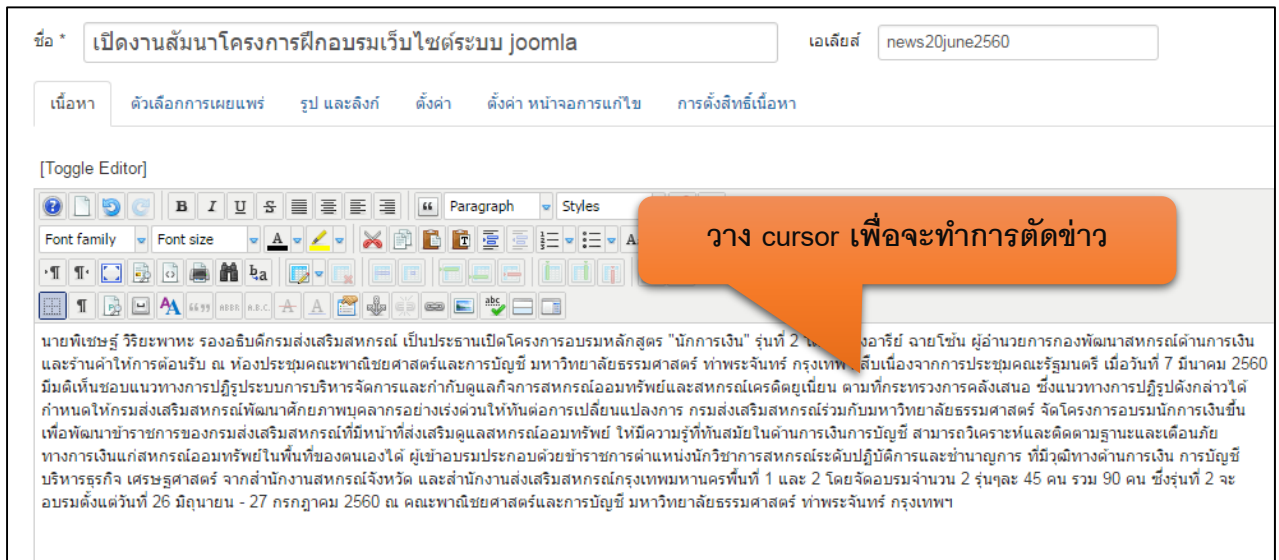 ชื่อ * เปิดงานสัมนาโครงการฝึกอบรมเว็บไซต์ระบบ joomla เอเลียส์ news20june2560
เนื้อหา ตัวเลือกการเผยแพร่ รูป และลิงก์ ตั้งค่า ตั้งค่า หน้าจอการแก้ไข การตั้งสิทธิ์เนื้อหา
[Toggle Editor]
Paragraph Styles
Font family Font size
วาง cursor เพื่อจะทำการตัดข่าว
นายพิเชษฐ์ วิริยะพาหะ รองอธิบดีกรมส่งเสริมสหกรณ์ เป็นประธานเปิดโครงการอบรมหลักสูตร "นักการเงิน" รุ่นที่ 2 อารีย์ ฉายโช้น ผู้อำนวยการกองพัฒนาสหกรณ์ด้านการเงิน
และร้านค้าให้การต้อนรับ ณ ห้องประชุมคณะพาณิชยศาสตร์และการบัญชี มหาวิทยาลัยธรรมศาสตร์ ท่าพระจันทร์ กรุงเทพ สืบเนื่องจากการประชุมคณะรัฐมนตรี เมื่อวันที่ 7 มีนาคม 2560
มีมติเห็นชอบแนวทางการปฏิรูประบบการบริหารจัดการและกำกับดูแลกิจการสหกรณ์ออมทรัพย์และสหกรณ์เครดิตยูเนี่ยน ตามที่กระทรวงการคลังเสนอ ซึ่งแนวทางการปฏิรูปดังกล่าวได้
กำหนดให้กรมส่งเสริมสหกรณ์พัฒนาศักยภาพบุคลากรอย่างเร่งด่วนให้ทันต่อการเปลี่ยนแปลงการ กรมส่งเสริมสหกรณ์ร่วมกับมหาวิทยาลัยธรรมศาสตร์ จัดโครงการอบรมนักการเงินขึ้น
เพื่อพัฒนาข้าราชการของกรมส่งเสริมสหกรณ์ที่มีหน้าที่ส่งเสริมดูแลสหกรณ์ออมทรัพย์ ให้มีความรู้ที่ทันสมัยในด้านการเงินการบัญชี สามารถวิเคราะห์และติดตามฐานะและเตือนภัย
ทางการเงินแก่สหกรณ์ออมทรัพย์ในพื้นที่ของตนเองได้ ผู้เข้าอบรมประกอบด้วยข้าราชการตำแหน่งนักวิชาการสหกรณ์ระดับปฏิบัติการและชำนาญการ ที่มีวุฒิทางด้านการเงิน การบัญชี
บริหารธุรกิจ เศรษฐศาสตร์ จากสำนักงานสหกรณ์จังหวัด และสำนักงานส่งเสริมสหกรณ์กรุงเทพมหานครพื้นที่ 1 และ 2 โดยจัดอบรมจำนวน 2 รุ่นๆละ 45 คน รวม 90 คน ซึ่งรุ่นที่ 2 จะ
อบรมตั้งแต่วันที่ 26 มิถุนายน - 27 กรกฎาคม 2560 ณ คณะพาณิชยศาสตร์และการบัญชี มหาวิทยาลัยธรรมศาสตร์ ท่าพระจันทร์ กรุงเทพฯ